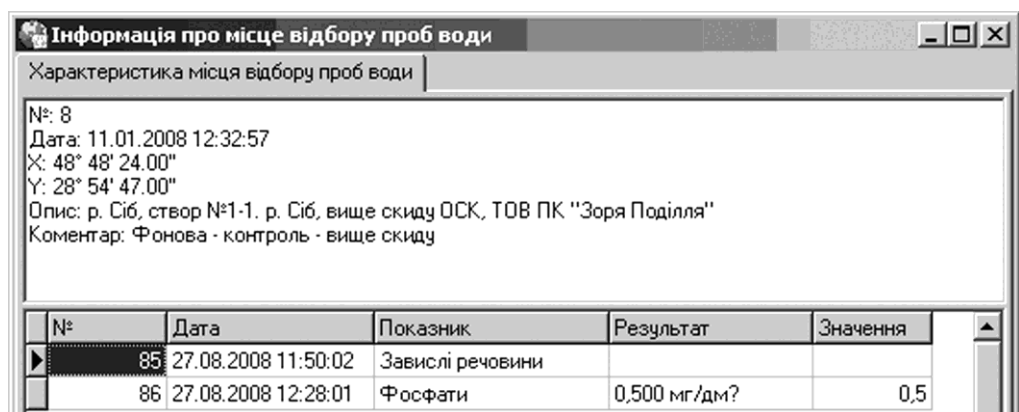 Інформація про місце відбору проб води
Характеристика місця відбору проб води
№: 8
Дата: 11.01.2008 12:32:57
X: 48° 48' 24.00"
Y: 28° 54' 47.00"
Опис: р. Сіб, створ №1-1. р. Сіб, вище скиду ОСК, ТОВ ПК "Зоря Поділля"
Коментар: Фонова - контроль - вище скиду
№ Дата Показник Результат Значення
85 27.08.2008 11:50:02 Завислі речовини
86 27.08.2008 12:28:01 Фосфати 0,500 мг/дм? 0,5